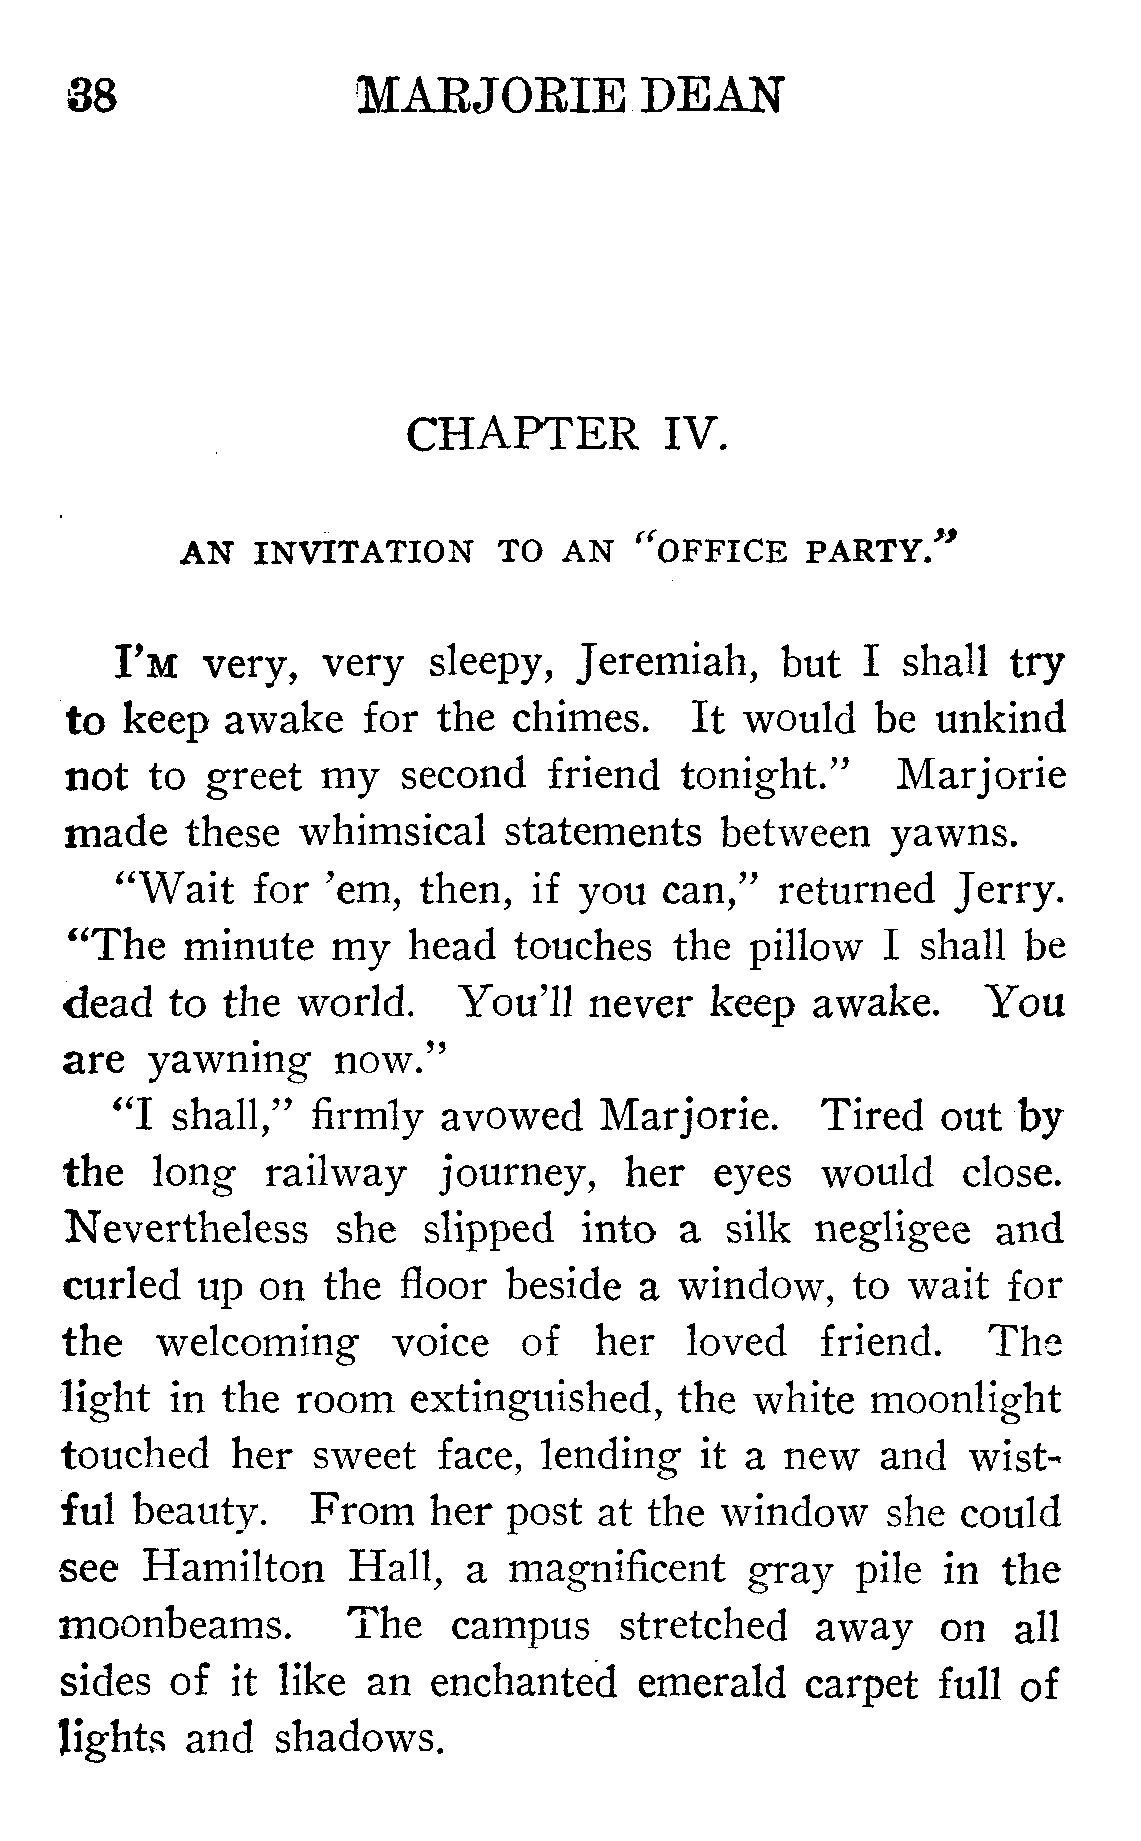 38 MARJORIE DEAN
CHAPTER IV.
AN INVITATION TO AN "OFFICE PARTY."
I'M very, very sleepy, Jeremiah, but I shall try
to keep awake for the chimes. It would be unkind
not to greet my second friend tonight." Marjorie
made these whimsical statements between yawns.
"Wait for 'em, then, if you can," returned Jerry.
"The minute my head touches the pillow I shall be
dead to the world. You'll never keep awake. You
are yawning now."
"I shall," firmly avowed Marjorie. Tired out by
the long railway journey, her eyes would close.
Nevertheless she slipped into a silk negligee and
curled up on the floor beside a window, to wait for
the welcoming voice of her loved friend. The
light in the room extinguished, the white moonlight
touched her sweet face, lending it a new and wist-
ful beauty. From her post at the window she could
see Hamilton Hall, a magnificent gray pile in the
moonbeams. The campus stretched away on all
sides of it like an enchanted emerald carpet full of
lights and shadows.